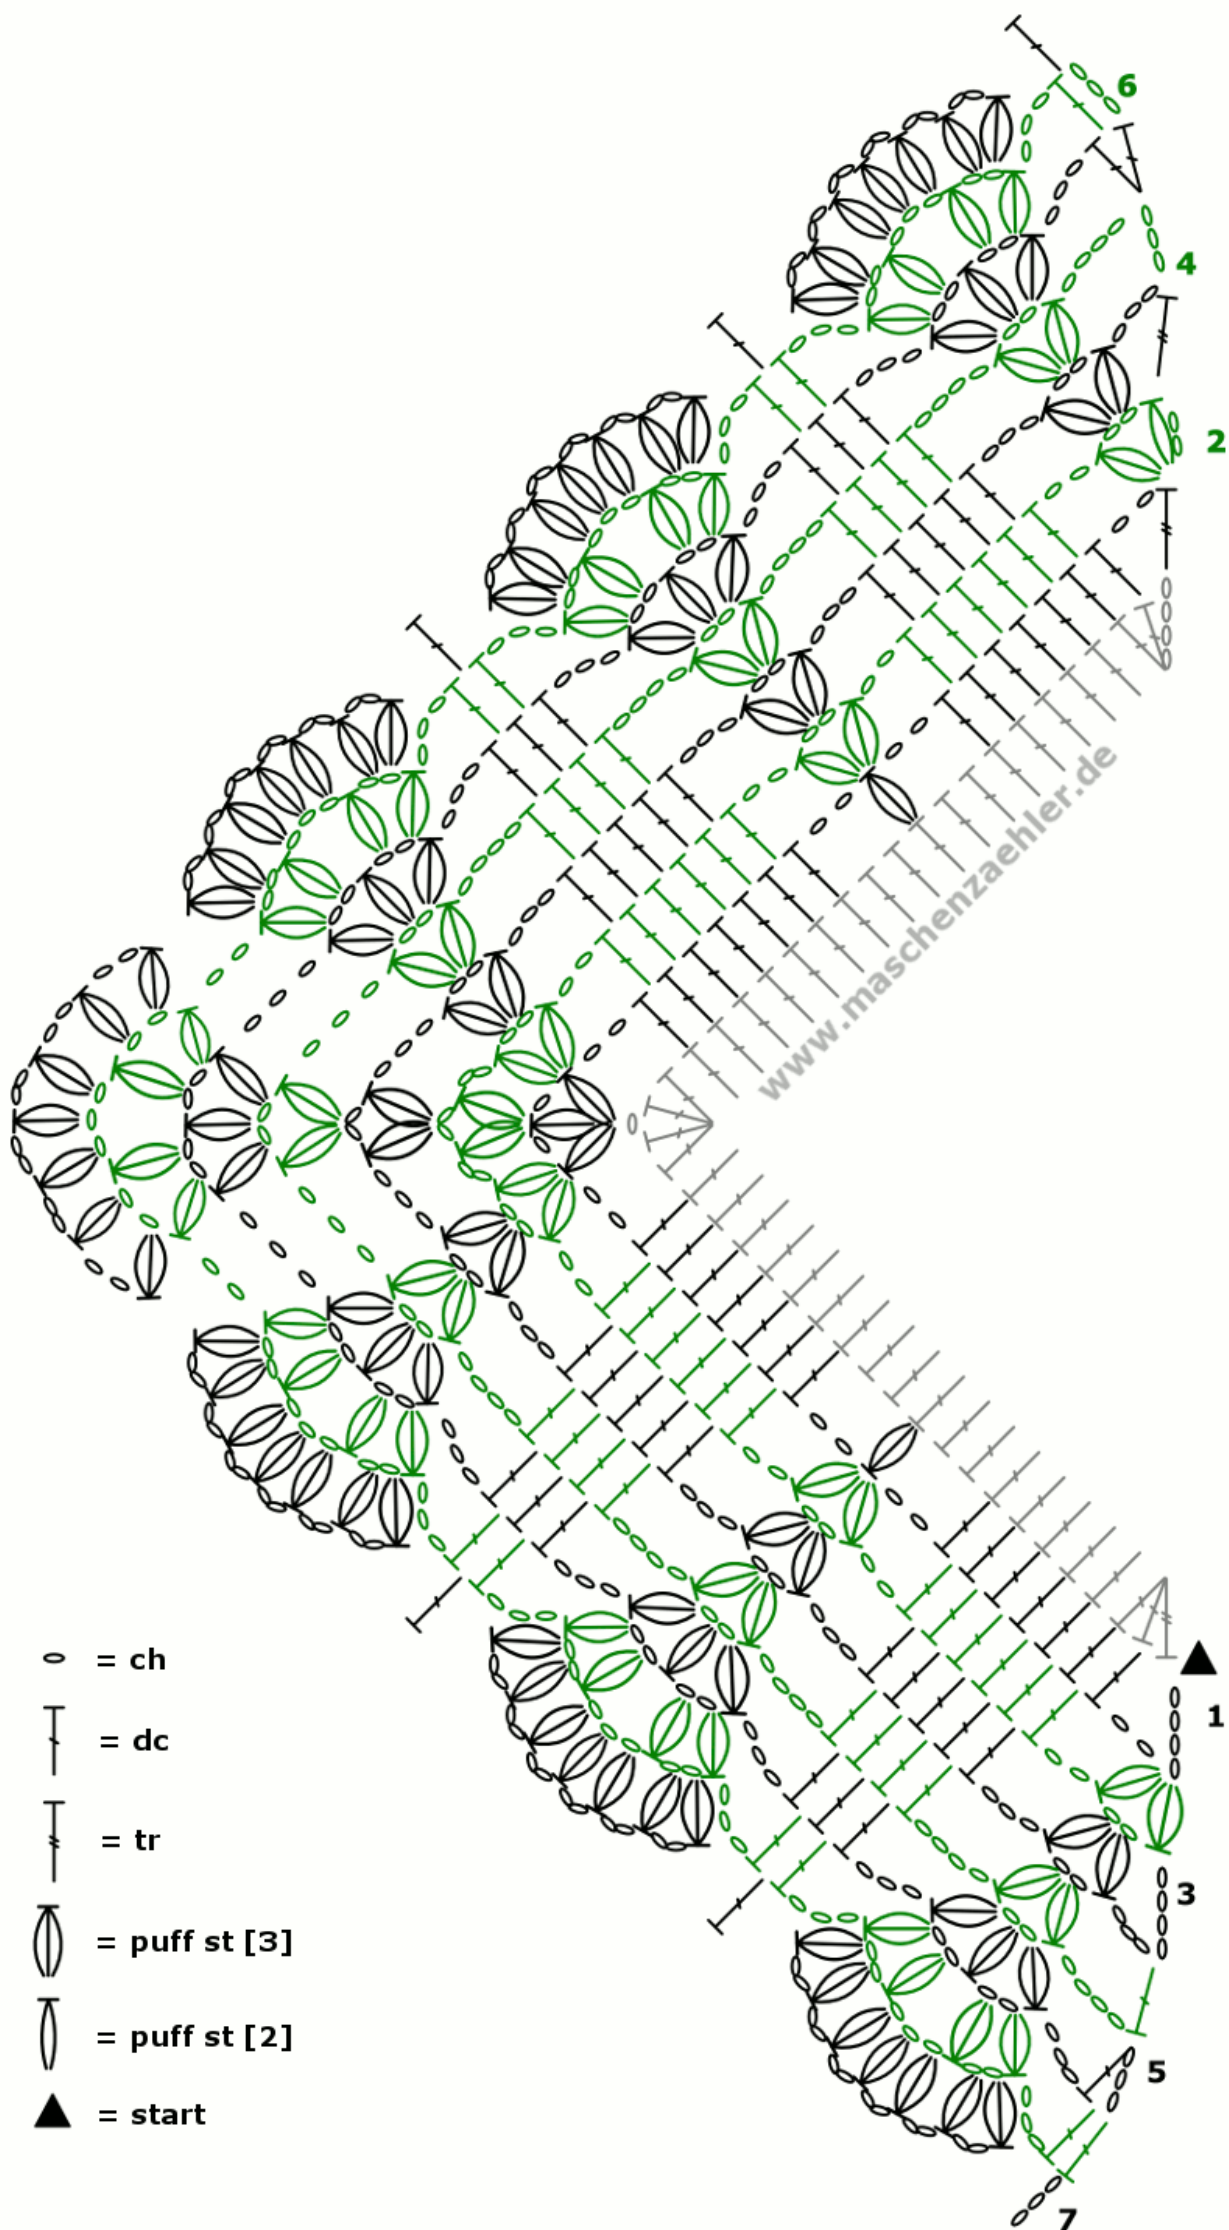 6
4
2
www.maschenzaehler.de
1
3
5
7
= ch
= dc
= tr
= puff st [3]
= puff st [2]
= start